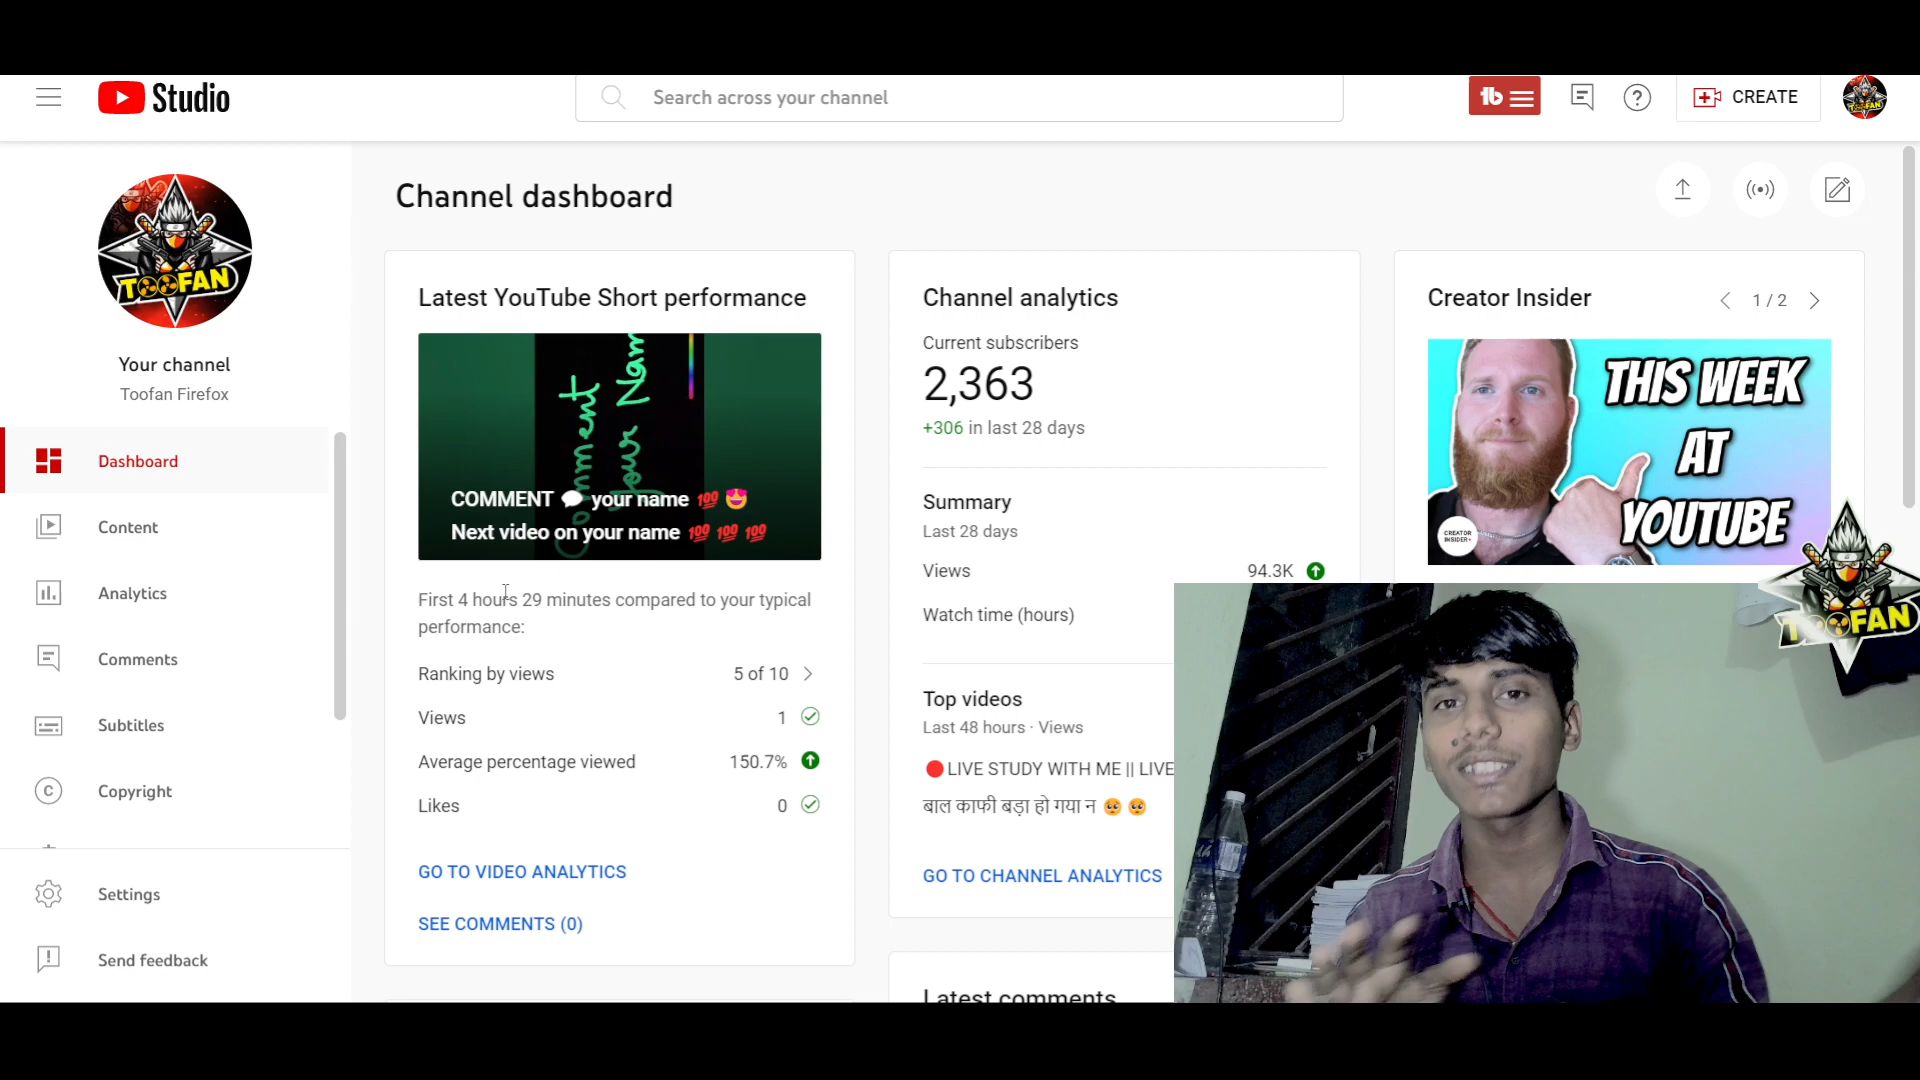 Studio
Search across your channel
CREATE
TOOFAN
Your channel
Toofan Firefox
Dashboard
Content
Analytics
Comments
Subtitles
Copyright
Settings
Send feedback
Channel dashboard
Latest YouTube Short performance
Comment
your Nam
COMMENT 💬 your name 💯 😍
Next video on your name 💯 💯 💯
First 4 hours 29 minutes compared to your typical
performance:
Ranking by views 5 of 10
Views 1
Average percentage viewed 150.7%
Likes 0
GO TO VIDEO ANALYTICS
SEE COMMENTS (0)
Channel analytics
Current subscribers
2,363
+306 in last 28 days
Summary
Last 28 days
Views 94.3K
Watch time (hours)
Top videos
Last 48 hours · Views
🔴 LIVE STUDY WITH ME || LIVE
बाल काफी बड़ा हो गया न 🥺 🥺
GO TO CHANNEL ANALYTICS
Latest comments
Creator Insider
1 / 2
THIS WEEK
AT
YOUTUBE
CREATOR
INSIDER
TOOFAN